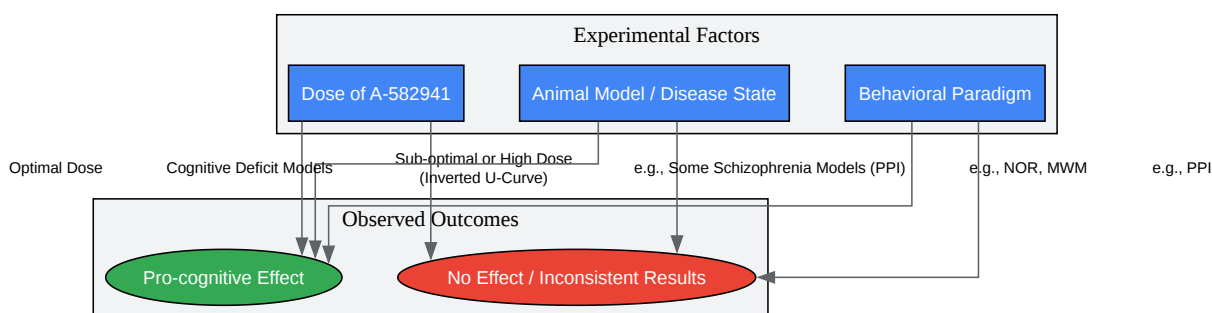 Experimental Factors
Dose of A-582941
Animal Model / Disease State
Behavioral Paradigm
Optimal Dose
Cognitive Deficit Models
Sub-optimal or High Dose
(Inverted U-Curve)
e.g., Some Schizophrenia Models (PPI)
e.g., NOR, MWM
e.g., PPI
Observed Outcomes
Pro-cognitive Effect
No Effect / Inconsistent Results